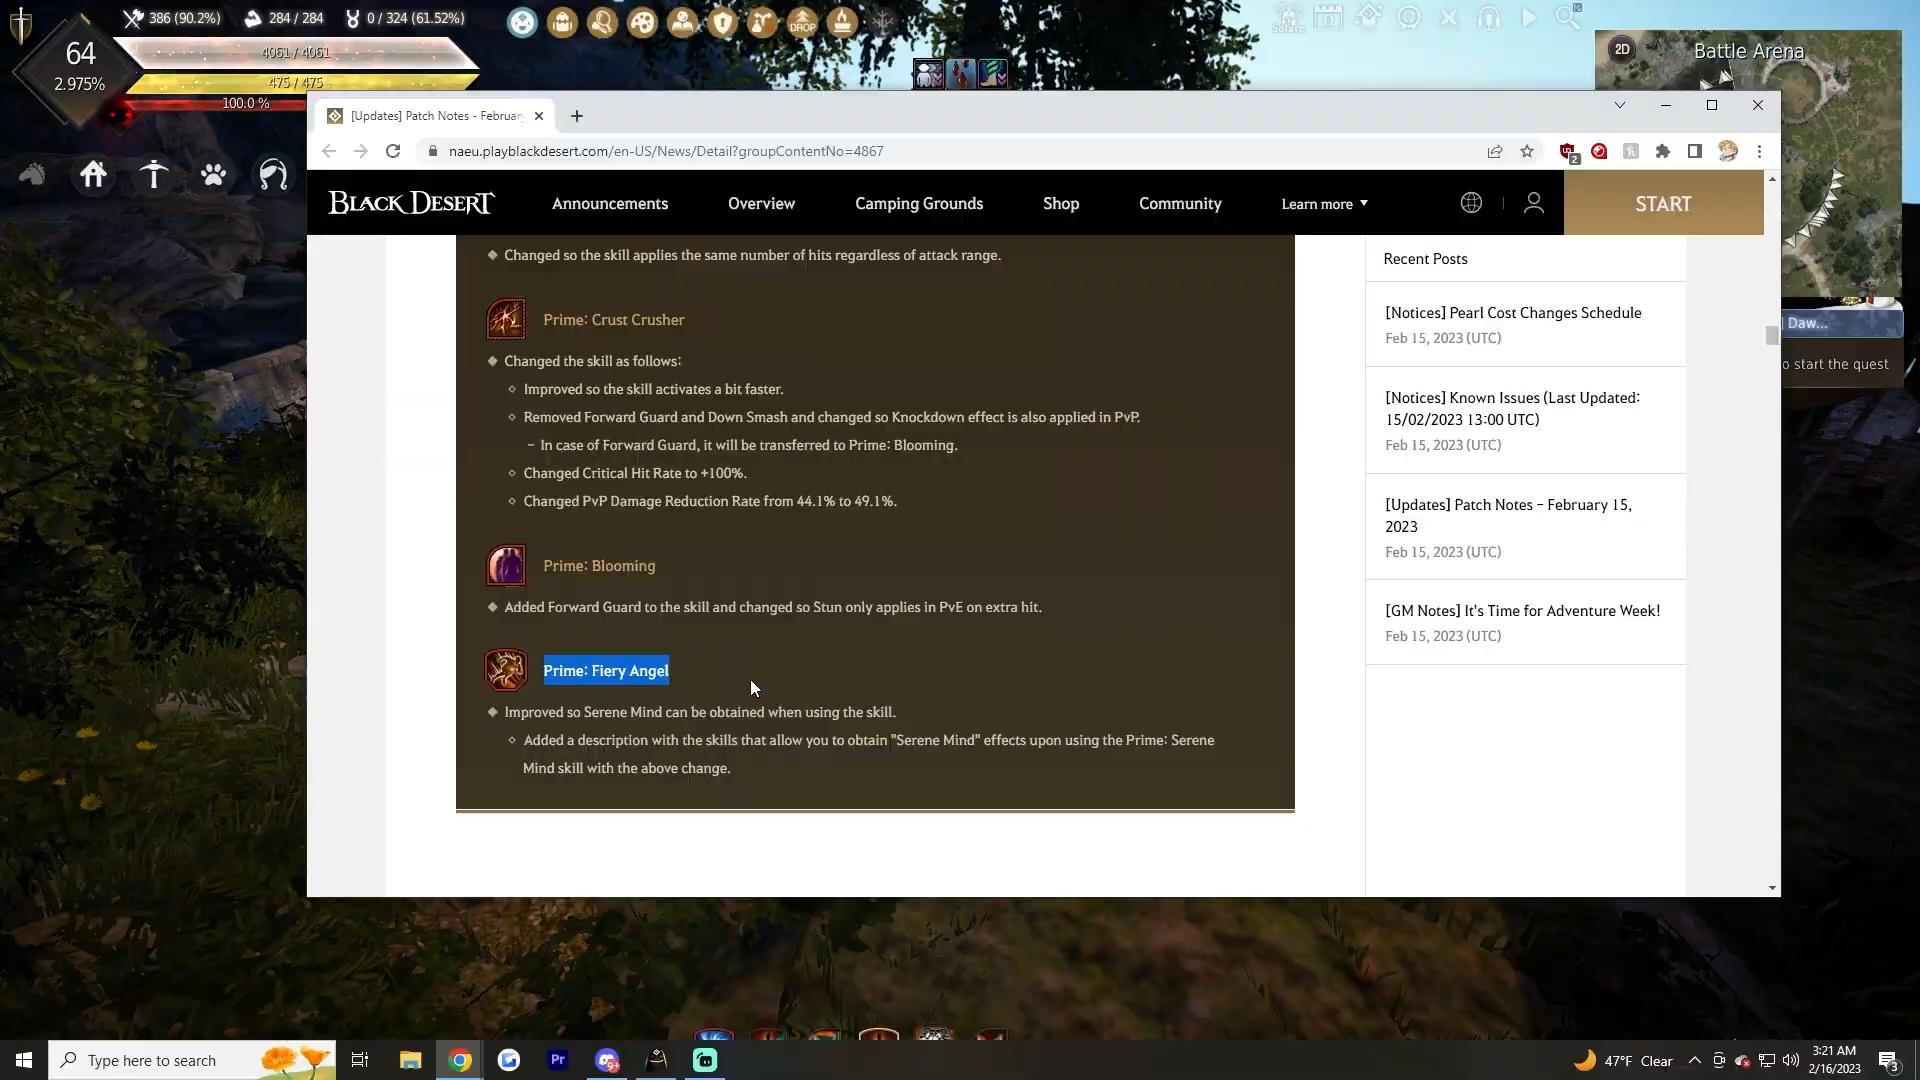 386 (90.2%)
284 / 284
0 / 324 (61.52%)
64
2.975%
4061 / 4061
475 / 475
100.0 %
DROP
Solare
2D
Battle Arena
[Updates] Patch Notes - Februar
naeu.playblackdesert.com/en-US/News/Detail?groupContentNo=4867
2
BLACK DESERT
Announcements
Overview
Camping Grounds
Shop
Community
Learn more
START
Changed so the skill applies the same number of hits regardless of attack range.
Prime: Crust Crusher
Changed the skill as follows:
Improved so the skill activates a bit faster.
Removed Forward Guard and Down Smash and changed so Knockdown effect is also applied in PvP.
- In case of Forward Guard, it will be transferred to Prime: Blooming.
Changed Critical Hit Rate to +100%.
Changed PvP Damage Reduction Rate from 44.1% to 49.1%.
Prime: Blooming
Added Forward Guard to the skill and changed so Stun only applies in PvE on extra hit.
Prime: Fiery Angel
Improved so Serene Mind can be obtained when using the skill.
Added a description with the skills that allow you to obtain "Serene Mind" effects upon using the Prime: Serene
Mind skill with the above change.
Recent Posts
[Notices] Pearl Cost Changes Schedule
Feb 15, 2023 (UTC)
[Notices] Known Issues (Last Updated:
15/02/2023 13:00 UTC)
Feb 15, 2023 (UTC)
[Updates] Patch Notes - February 15,
2023
Feb 15, 2023 (UTC)
[GM Notes] It's Time for Adventure Week!
Feb 15, 2023 (UTC)
Daw...
o start the quest
Type here to search
Pr
9+
47°F Clear
3:21 AM
2/16/2023
3